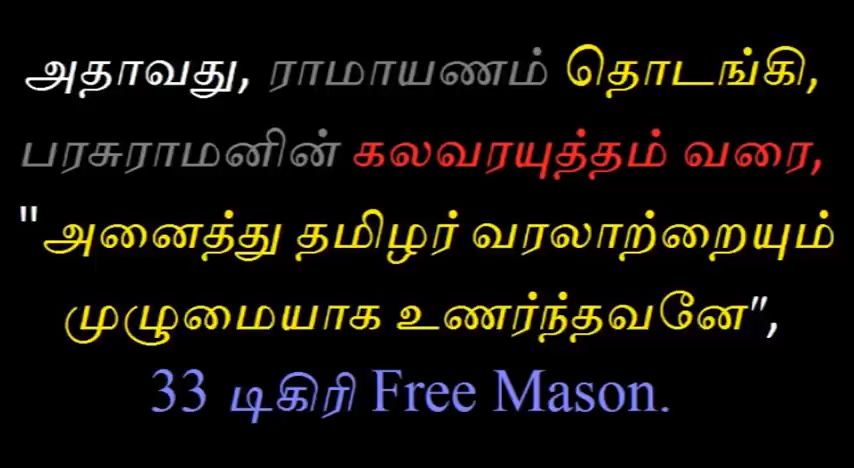 அதாவது, ராமாயணம் தொடங்கி,
பரசுராமனின் கலவரயுத்தம் வரை,
"அனைத்து தமிழர் வரலாற்றையும்
முழுமையாக உணர்ந்தவனே",
33 டிகிரி Free Mason.